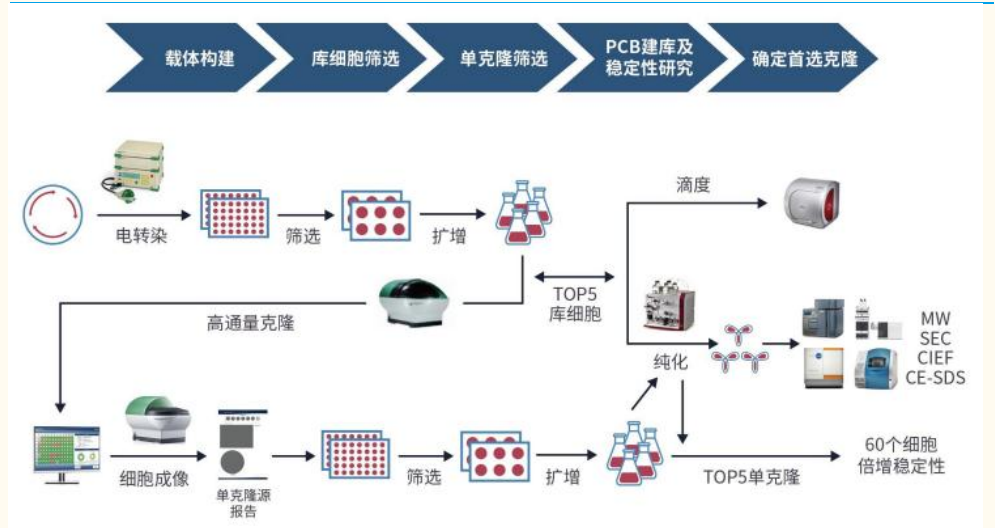 载体构建
库细胞筛选
单克隆筛选
PCB建库及
稳定性研究
确定首选克隆
滴度
电转染
筛选
扩增
TOP5
库细胞
高通量克隆
纯化
MW
SEC
CIEF
CE-SDS
细胞成像
单克隆源
报告
筛选
扩增
TOP5单克隆
60个细胞
倍增稳定性